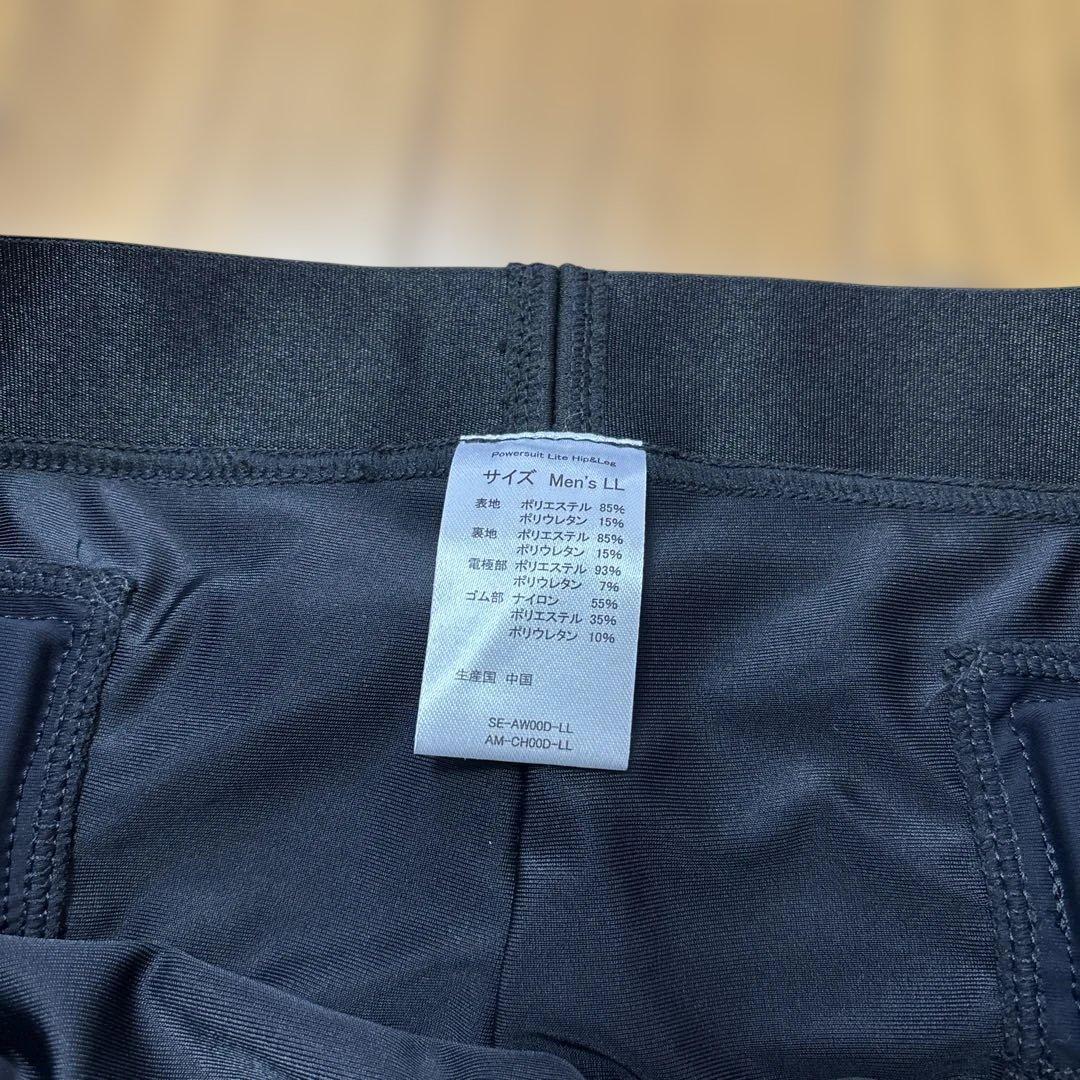 Powersuit Lite Hip&Leg
サイズ Men's LL
表地 ポリエステル 85%
ポリウレタン 15%
裏地 ポリエステル 85%
ポリウレタン 15%
電極部 ポリエステル 93%
ポリウレタン 7%
ゴム部 ナイロン 55%
ポリエステル 35%
ポリウレタン 10%
生産国 中国
SE-AW00D-LL
AM-CH00D-LL